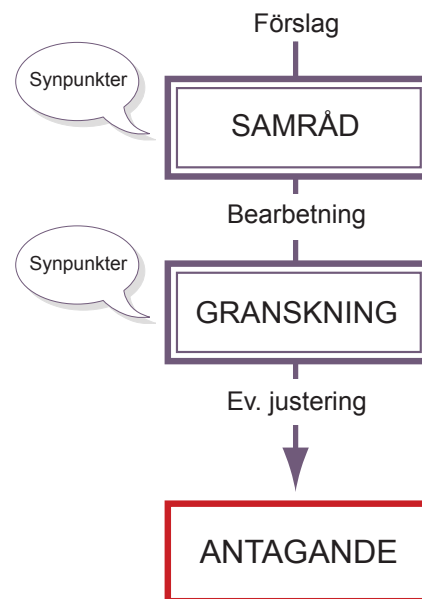 Förslag
Synpunkter
SAMRÅD
Bearbetning
Synpunkter
GRANSKNING
Ev. justering
ANTAGANDE